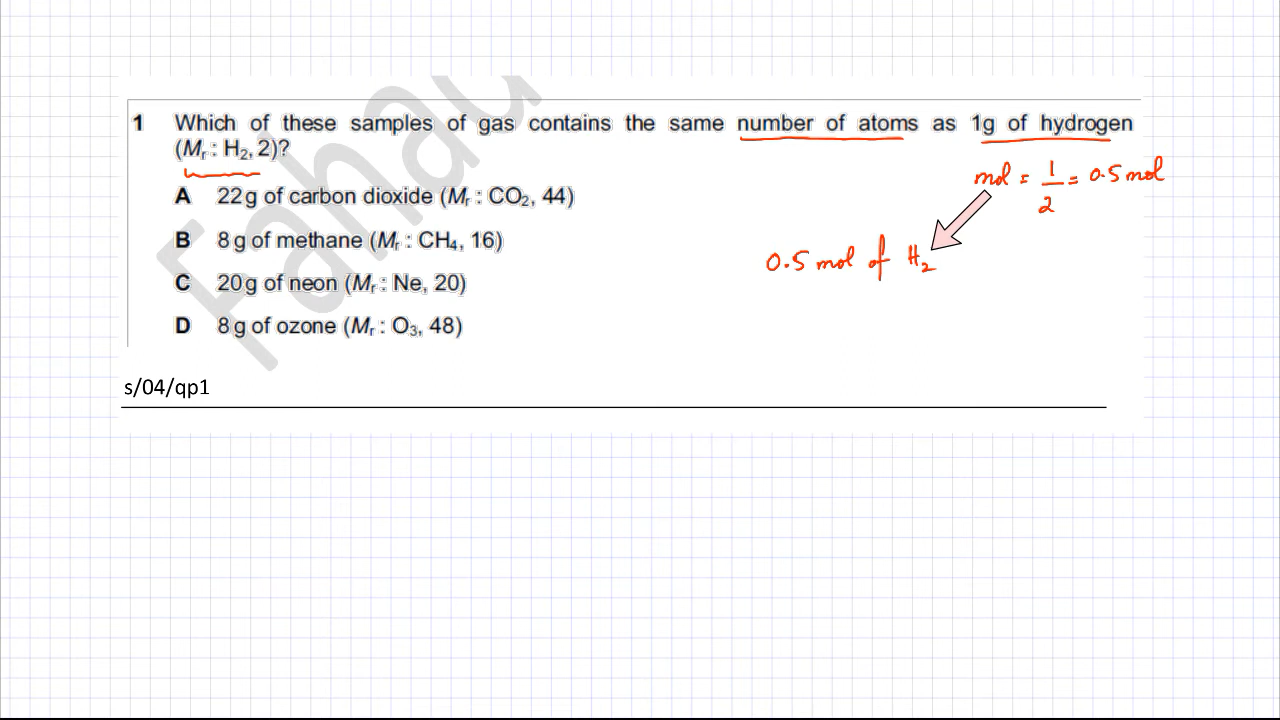 1 Which of these samples of gas contains the same number of atoms as 1g of hydrogen
(Mr : H₂, 2)?
mol = 1/2 = 0.5 mol
A 22g of carbon dioxide (Mr : CO₂, 44)
B 8g of methane (Mr : CH₄, 16)
0.5 mol of H₂
C 20g of neon (Mr : Ne, 20)
D 8g of ozone (Mr : O₃, 48)
s/04/qp1